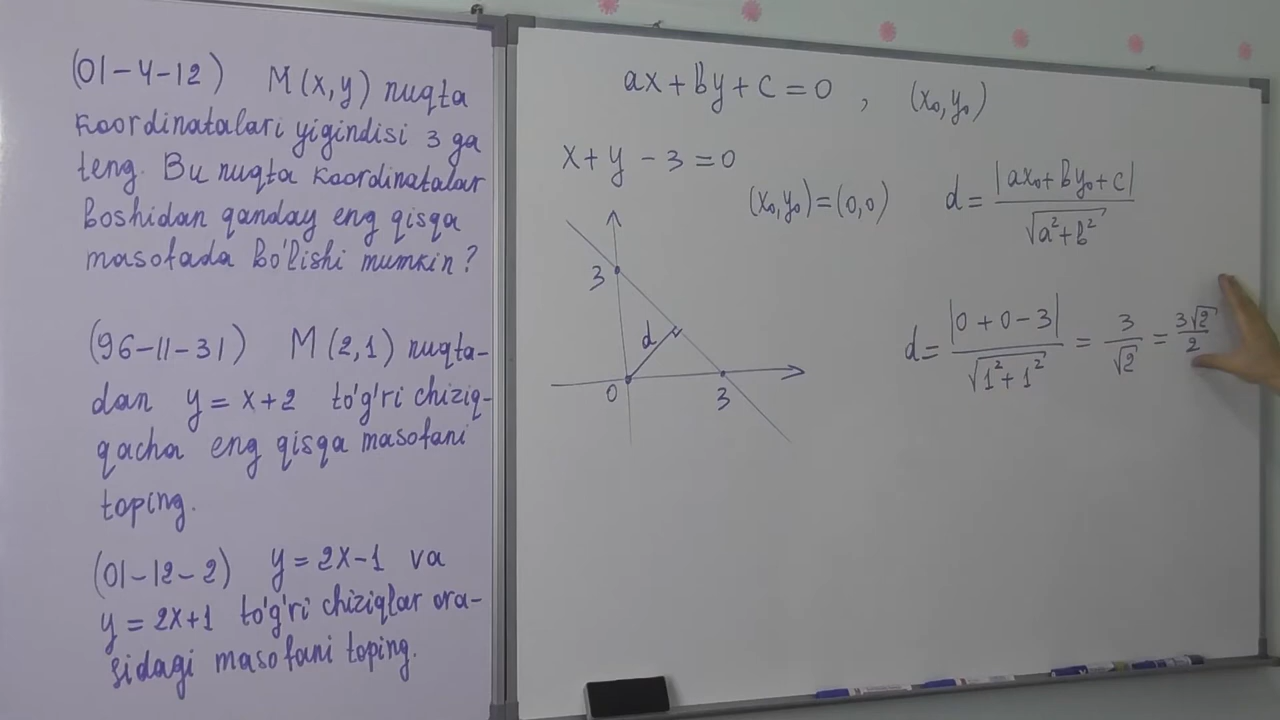 (01-4-12) M(x,y) nuqta
koordinatalari yigindisi 3 ga
teng. Bu nuqta koordinatalar
boshidan qanday eng qisqa
masofada bo'lishi mumkin?
(96-11-31) M(2,1) nuqta-
dan y = x+2 to'g'ri chiziq-
qacha eng qisqa masofani
toping.
(01-12-2) y = 2x-1 va
y = 2x+1 to'g'ri chiziqlar ora-
sidagi masofani toping.
ax + by + c = 0 , (x₀,y₀)
x + y - 3 = 0
(x₀,y₀) = (0,0) d = |ax₀+by₀+c| / √(a²+b²)
3
d
0
3
d = |0 + 0 - 3| / √(1²+1²) = 3/√2 = 3√2/2